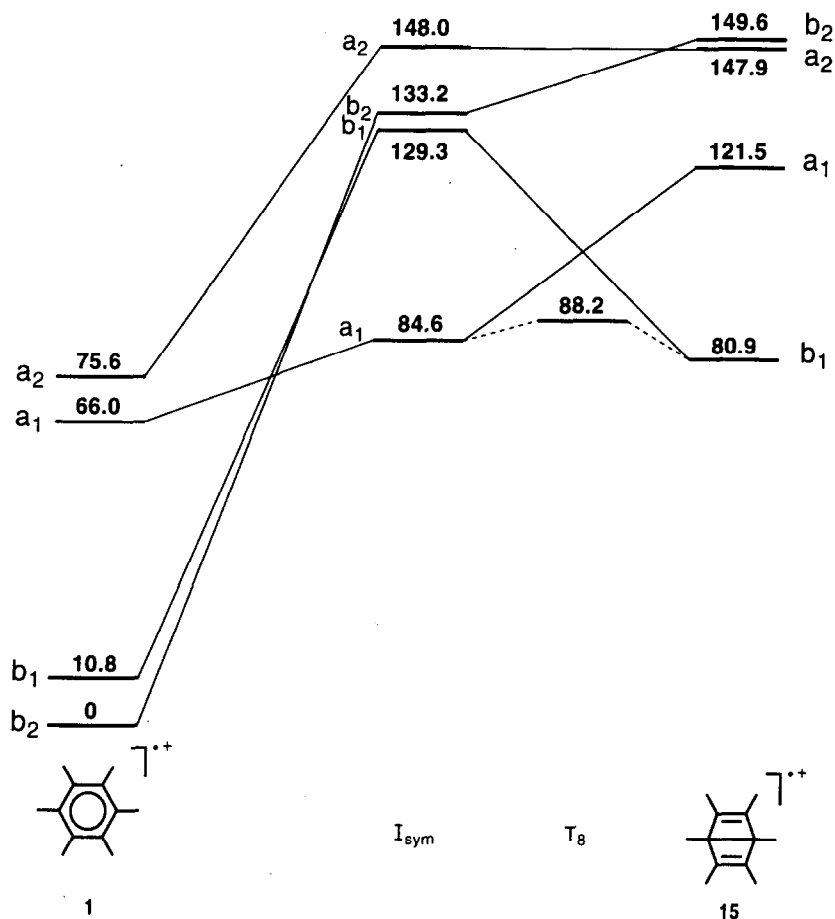 a₂ 148.0 149.6 b₂
147.9 a₂
b₂ 133.2
b₁ 129.3
121.5 a₁
a₁ 84.6
88.2
80.9 b₁
a₂ 75.6
a₁ 66.0
b₁ 10.8
b₂ 0
•+
•+
I_sym T₈
1 15